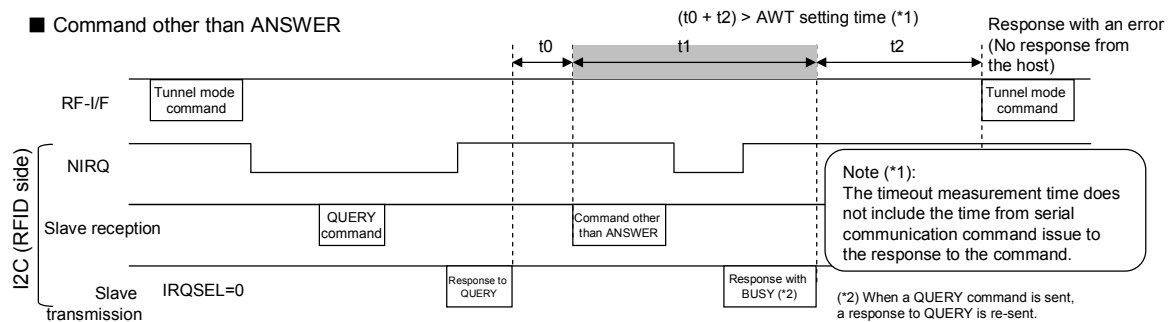 ■ Command other than ANSWER
(t0 + t2) > AWT setting time (*1)
Response with an error
(No response from
the host)
t0
t1
t2
RF-I/F
Tunnel mode
command
Tunnel mode
command
I2C (RFID side)
NIRQ
Note (*1):
The timeout measurement time does
not include the time from serial
communication command issue to
the response to the command.
Slave reception
QUERY
command
Command other
than ANSWER
Slave
transmission
IRQSEL=0
Response to
QUERY
Response with
BUSY (*2)
(*2) When a QUERY command is sent,
a response to QUERY is re-sent.